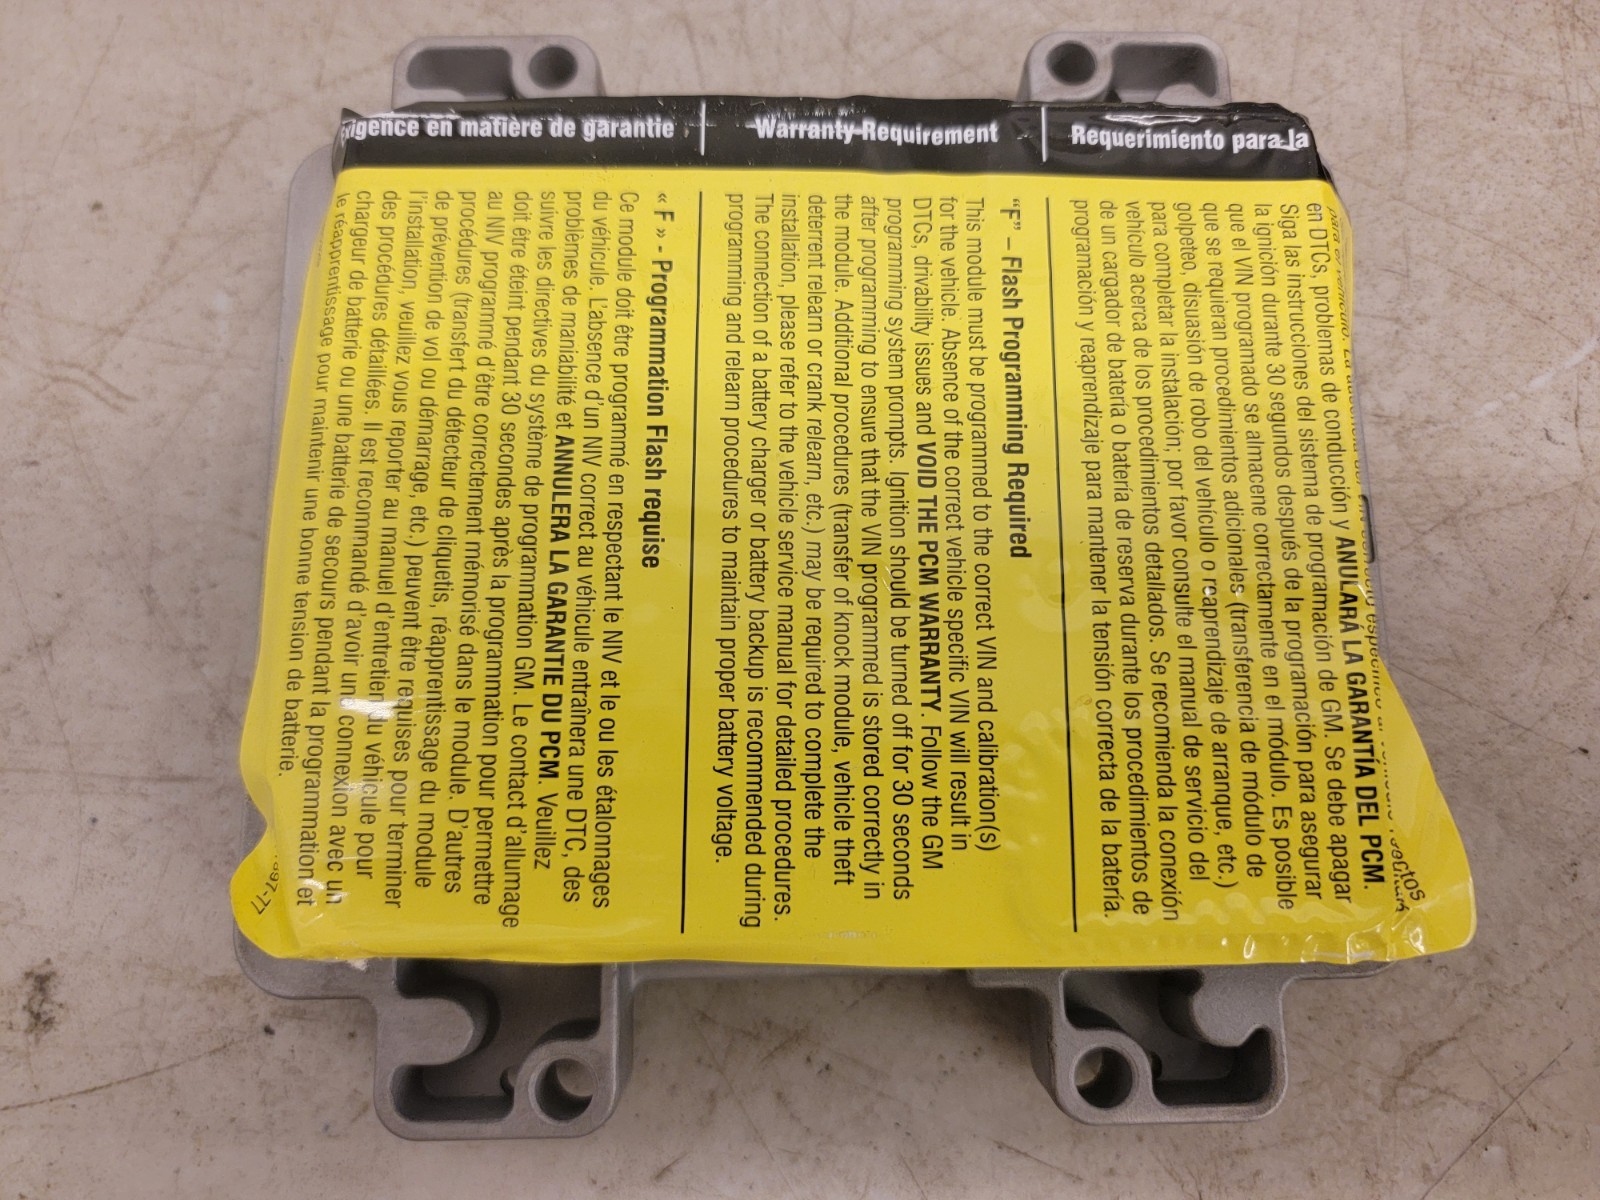 Exigence en matière de garantie
Warranty Requirement
Requerimiento para la
en DTCs, problemas de conducción y ANULARÁ LA GARANTÍA DEL PCM.
Siga las instrucciones del sistema de programación de GM. Se debe apagar
la ignición durante 30 segundos después de la programación para asegurar
que el VIN programado se almacene correctamente en el módulo. Es posible
que se requieran procedimientos adicionales (transferencia de módulo de
golpeteo, disuasión de robo del vehículo o reaprendizaje de arranque, etc.)
para completar la instalación; por favor consulte el manual de servicio del
vehículo acerca de los procedimientos detallados. Se recomienda la conexión
de un cargador de batería o batería de reserva durante los procedimientos de
programación y reaprendizaje para mantener la tensión correcta de la batería.
“F” – Flash Programming Required
This module must be programmed to the correct VIN and calibration(s)
for the vehicle. Absence of the correct vehicle specific VIN will result in
DTCs, drivability issues and VOID THE PCM WARRANTY. Follow the GM
programming system prompts. Ignition should be turned off for 30 seconds
after programming to ensure that the VIN programmed is stored correctly in
the module. Additional procedures (transfer of knock module, vehicle theft
deterrent relearn or crank relearn, etc.) may be required to complete the
installation, please refer to the vehicle service manual for detailed procedures.
The connection of a battery charger or battery backup is recommended during
programming and relearn procedures to maintain proper battery voltage.
« F » - Programmation Flash requise
Ce module doit être programmé en respectant le NIV et le ou les étalonnages
du véhicule. L'absence d'un NIV correct au véhicule entraînera une DTC, des
problèmes de maniabilité et ANNULERA LA GARANTIE DU PCM. Veuillez
suivre les directives du système de programmation GM. Le contact d'allumage
doit être éteint pendant 30 secondes après la programmation pour permettre
au NIV programmé d'être correctement mémorisé dans le module. D'autres
procédures (transfert du détecteur de cliquetis, réapprentissage du module
de prévention de vol ou démarrage, etc.) peuvent être requises pour terminer
l'installation, veuillez vous reporter au manuel d'entretien du véhicule pour
des procédures détaillées. Il est recommandé d'avoir une connexion avec un
chargeur de batterie ou une batterie de secours pendant la programmation et
le réapprentissage pour maintenir une bonne tension de batterie.